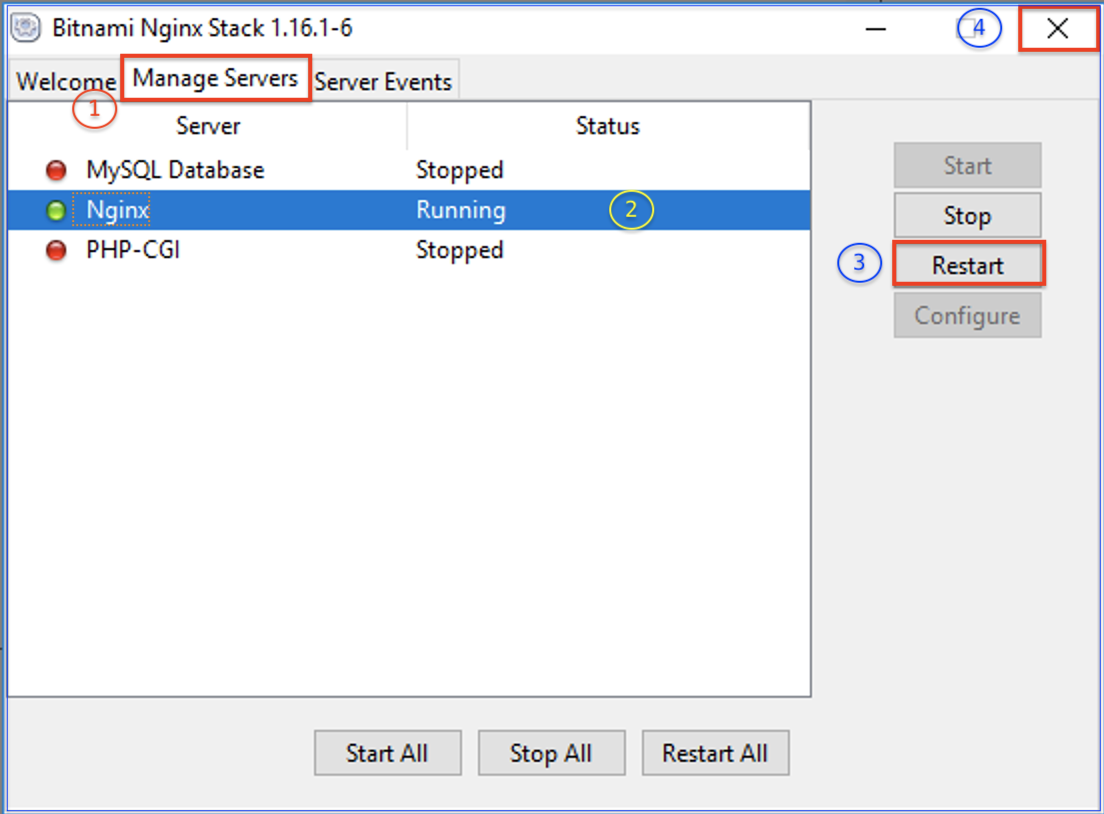 Bitnami Nginx Stack 1.16.1-6
4
Welcome Manage Servers Server Events
1
Server Status
MySQL Database Stopped
Nginx Running 2
PHP-CGI Stopped
Start
Stop
3 Restart
Configure
Start All Stop All Restart All